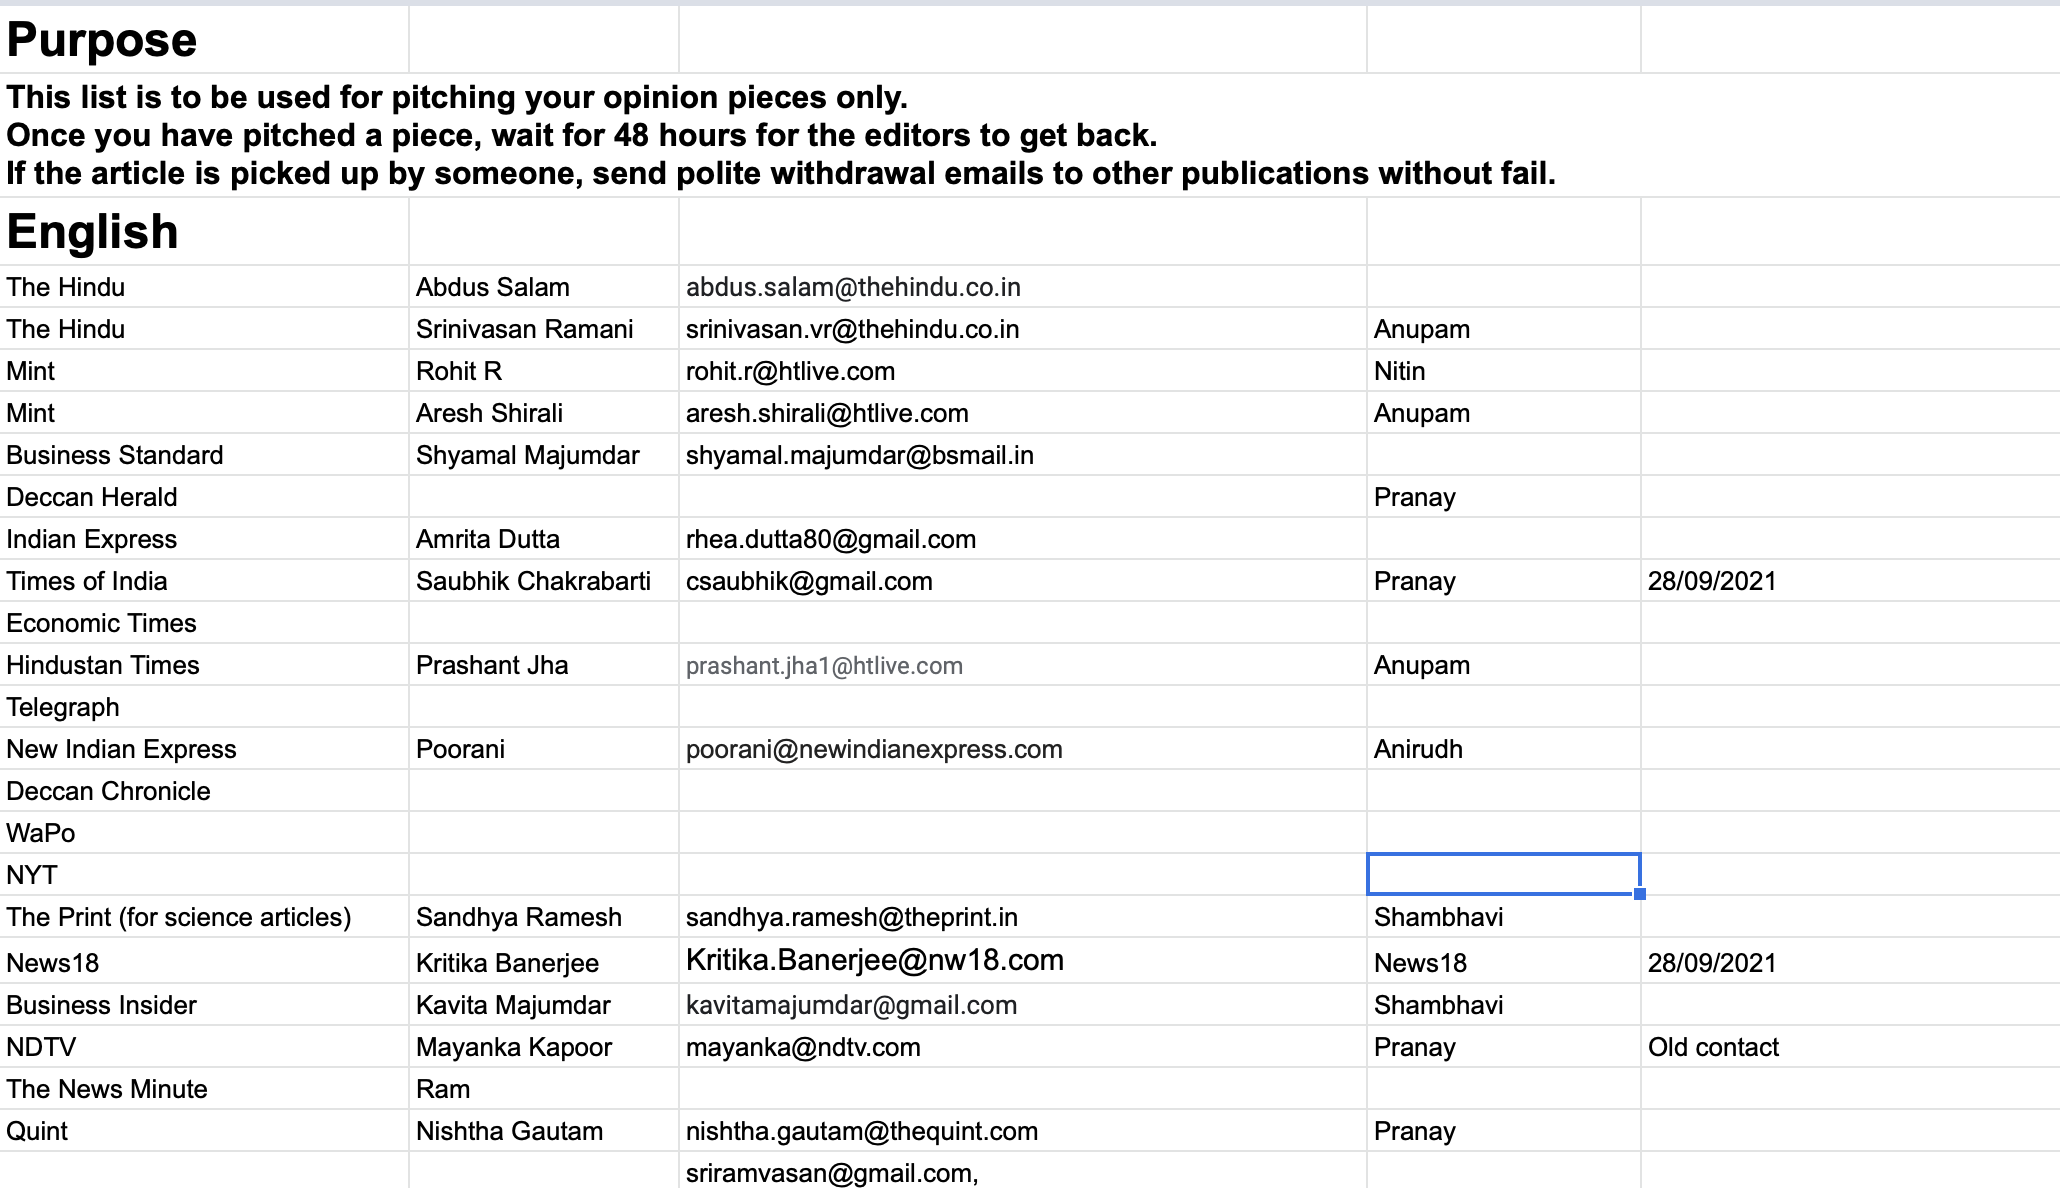 Purpose
This list is to be used for pitching your opinion pieces only.
Once you have pitched a piece, wait for 48 hours for the editors to get back.
If the article is picked up by someone, send polite withdrawal emails to other publications without fail.
English
The Hindu Abdus Salam abdus.salam@thehindu.co.in
The Hindu Srinivasan Ramani srinivasan.vr@thehindu.co.in Anupam
Mint Rohit R rohit.r@htlive.com Nitin
Mint Aresh Shirali aresh.shirali@htlive.com Anupam
Business Standard Shyamal Majumdar shyamal.majumdar@bsmail.in
Deccan Herald Pranay
Indian Express Amrita Dutta rhea.dutta80@gmail.com
Times of India Saubhik Chakrabarti csaubhik@gmail.com Pranay 28/09/2021
Economic Times
Hindustan Times Prashant Jha prashant.jha1@htlive.com Anupam
Telegraph
New Indian Express Poorani poorani@newindianexpress.com Anirudh
Deccan Chronicle
WaPo
NYT
The Print (for science articles) Sandhya Ramesh sandhya.ramesh@theprint.in Shambhavi
News18 Kritika Banerjee Kritika.Banerjee@nw18.com News18 28/09/2021
Business Insider Kavita Majumdar kavitamajumdar@gmail.com Shambhavi
NDTV Mayanka Kapoor mayanka@ndtv.com Pranay Old contact
The News Minute Ram
Quint Nishtha Gautam nishtha.gautam@thequint.com Pranay
sriramvasan@gmail.com,